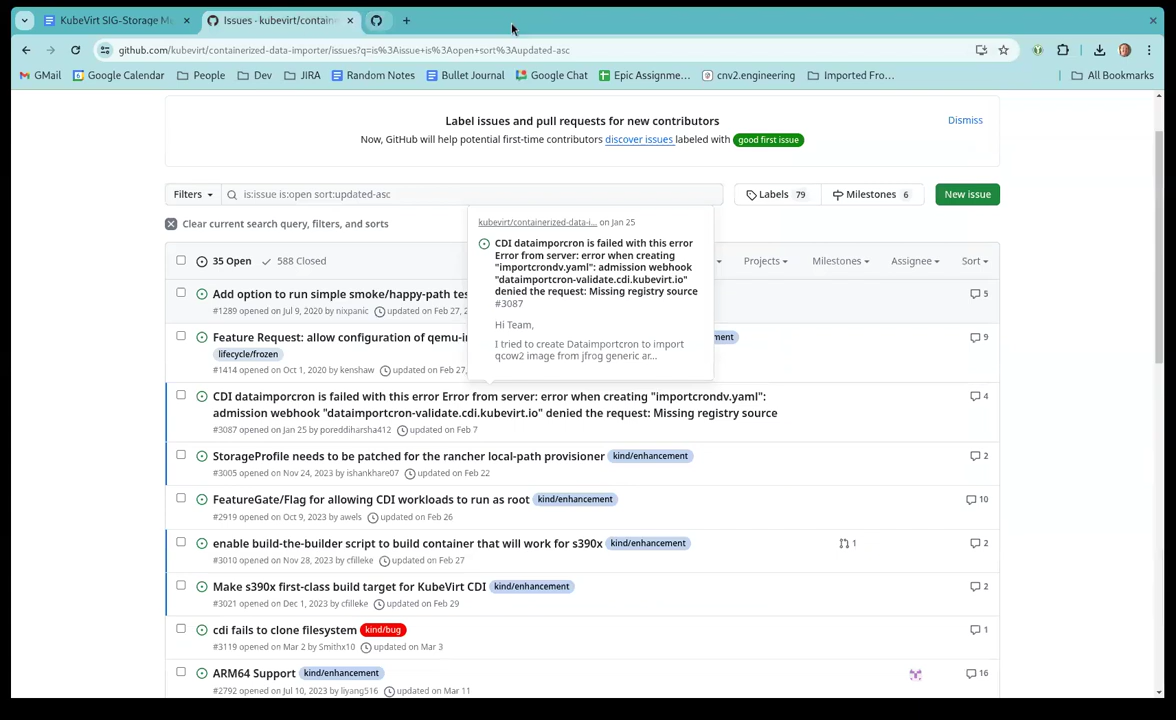 KubeVirt SIG-Storage M
Issues · kubevirt/containe
github.com/kubevirt/containerized-data-importer/issues?q=is%3Aissue+is%3Aopen+sort%3Aupdated-asc
GMail
Google Calendar
People
Dev
JIRA
Random Notes
Bullet Journal
Google Chat
Epic Assignme...
cnv2.engineering
Imported Fro...
All Bookmarks
Label issues and pull requests for new contributors
Dismiss
Now, GitHub will help potential first-time contributors discover issues labeled with good first issue
Filters
is:issue is:open sort:updated-asc
Labels 79
Milestones 6
New issue
Clear current search query, filters, and sorts
kubevirt/containerized-data-i... on Jan 25
CDI dataimporcron is failed with this error
Error from server: error when creating
"importcrondv.yaml": admission webhook
"dataimportcron-validate.cdi.kubevirt.io"
denied the request: Missing registry source
#3087
Hi Team,
I tried to create Dataimportcron to import
qcow2 image from jfrog generic ar...
35 Open
588 Closed
Projects
Milestones
Assignee
Sort
Add option to run simple smoke/happy-path tes
5
#1289 opened on Jul 9, 2020 by nixpanic
updated on Feb 27, 2
Feature Request: allow configuration of qemu-i
ment
9
lifecycle/frozen
#1414 opened on Oct 1, 2020 by kenshaw
updated on Feb 27,
CDI dataimporcron is failed with this error Error from server: error when creating "importcrondv.yaml":
4
admission webhook "dataimportcron-validate.cdi.kubevirt.io" denied the request: Missing registry source
#3087 opened on Jan 25 by poreddiharsha412
updated on Feb 7
StorageProfile needs to be patched for the rancher local-path provisioner kind/enhancement
2
#3005 opened on Nov 24, 2023 by ishankhare07
updated on Feb 22
FeatureGate/Flag for allowing CDI workloads to run as root kind/enhancement
10
#2919 opened on Oct 9, 2023 by awels
updated on Feb 26
enable build-the-builder script to build container that will work for s390x kind/enhancement
1
2
#3010 opened on Nov 28, 2023 by cfilleke
updated on Feb 27
Make s390x first-class build target for KubeVirt CDI kind/enhancement
2
#3021 opened on Dec 1, 2023 by cfilleke
updated on Feb 29
cdi fails to clone filesystem kind/bug
1
#3119 opened on Mar 2 by Smithx10
updated on Mar 3
ARM64 Support kind/enhancement
16
#2792 opened on Jul 10, 2023 by liyang516
updated on Mar 11